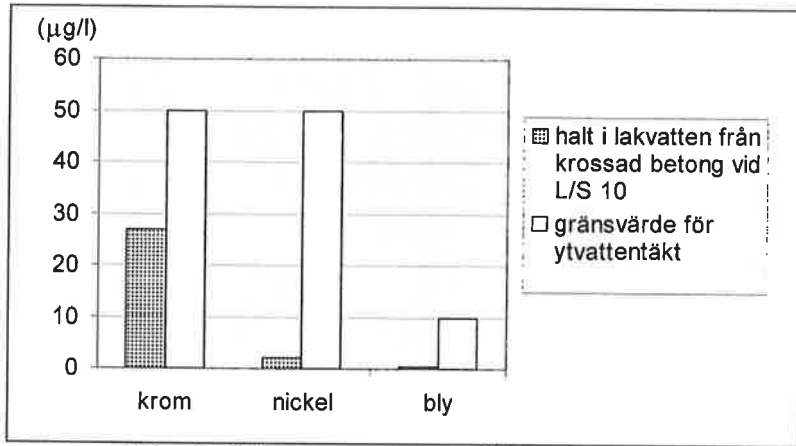 (µg/l)
60
50
40
30
20
10
0
krom nickel bly
halt i lakvatten från
krossad betong vid
L/S 10
gränsvärde för
ytvattentäkt